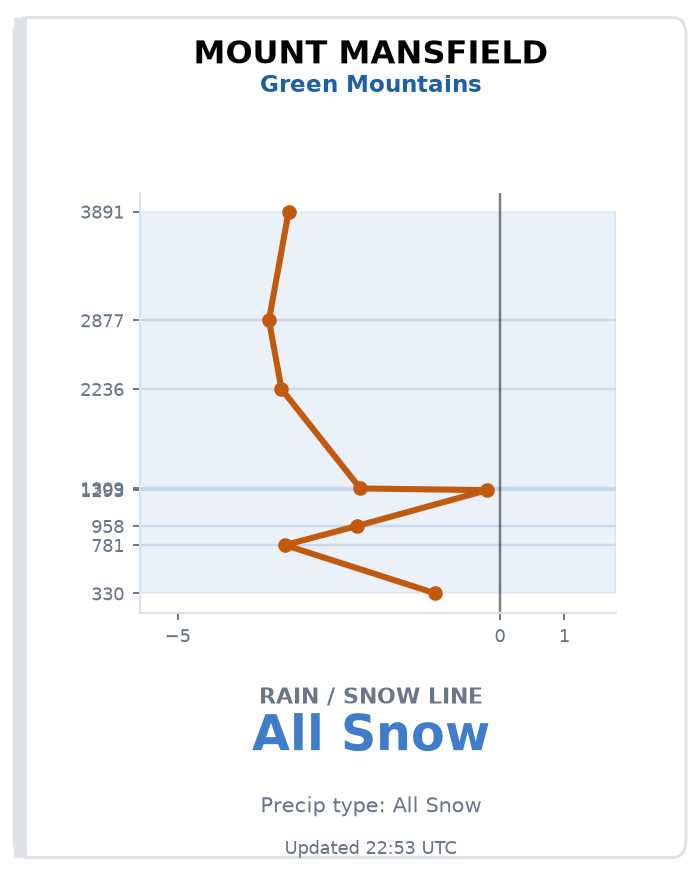 MOUNT MANSFIELD
Green Mountains
3891
2877
2236
958
781
330
−5
0
1
RAIN / SNOW LINE
All Snow
Precip type: All Snow
Updated 22:53 UTC